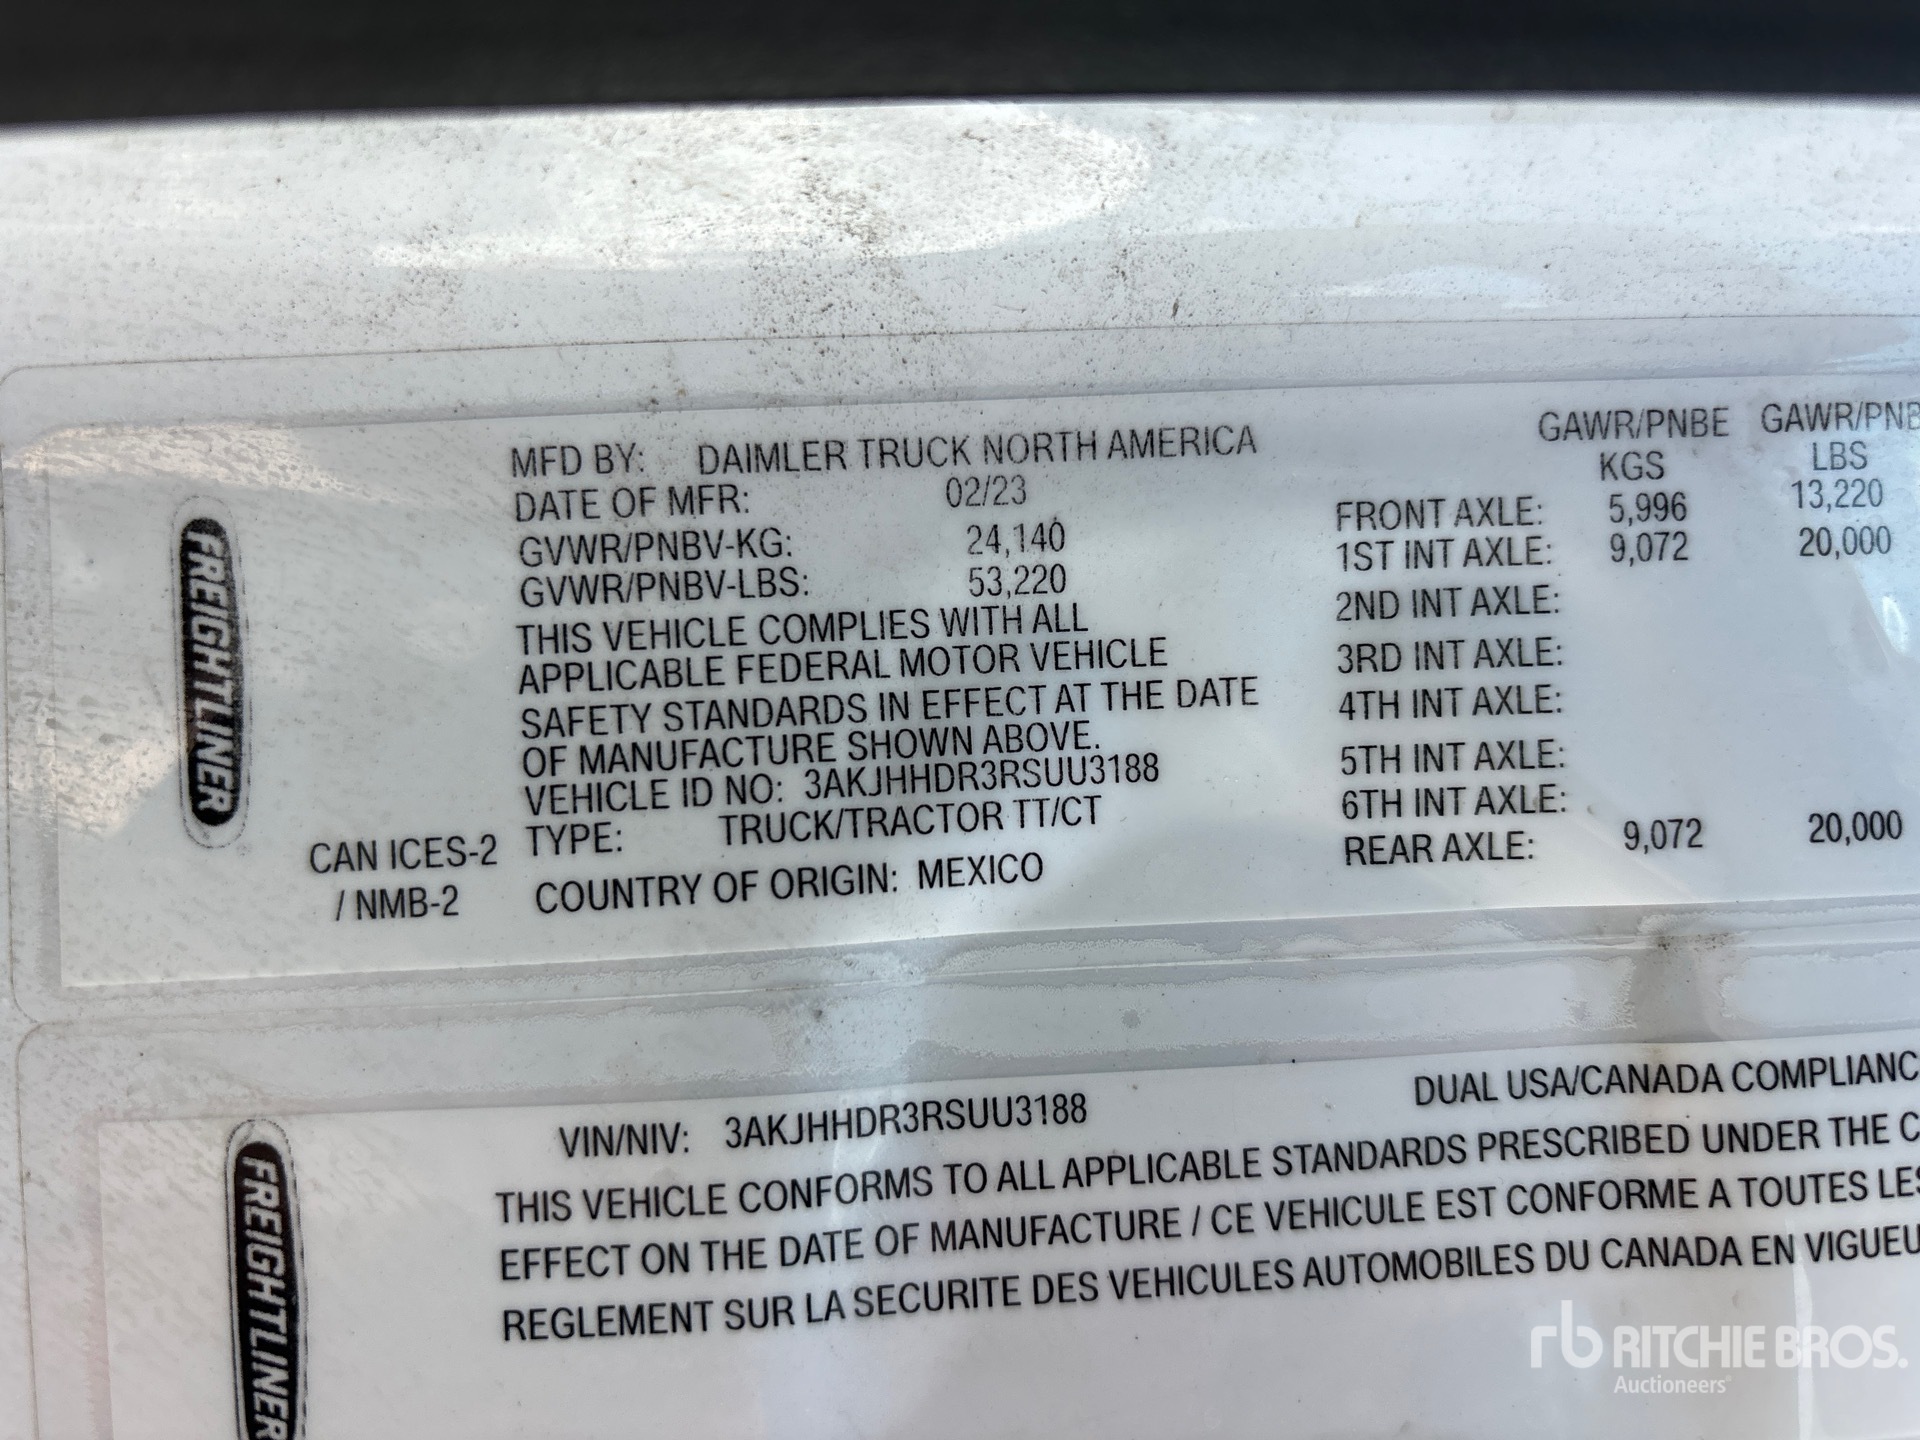 FREIGHTLINER
MFD BY: DAIMLER TRUCK NORTH AMERICA
DATE OF MFR: 02/23
GVWR/PNBV-KG: 24,140
GVWR/PNBV-LBS: 53,220
THIS VEHICLE COMPLIES WITH ALL
APPLICABLE FEDERAL MOTOR VEHICLE
SAFETY STANDARDS IN EFFECT AT THE DATE
OF MANUFACTURE SHOWN ABOVE.
VEHICLE ID NO: 3AKJHHDR3RSUU3188
TYPE: TRUCK/TRACTOR TT/CT
COUNTRY OF ORIGIN: MEXICO
CAN ICES-2
/ NMB-2
GAWR/PNBE GAWR/PNB
KGS LBS
FRONT AXLE: 5,996 13,220
1ST INT AXLE: 9,072 20,000
2ND INT AXLE:
3RD INT AXLE:
4TH INT AXLE:
5TH INT AXLE:
6TH INT AXLE:
REAR AXLE: 9,072 20,000
FREIGHTLINER
VIN/NIV: 3AKJHHDR3RSUU3188 DUAL USA/CANADA COMPLIANC
THIS VEHICLE CONFORMS TO ALL APPLICABLE STANDARDS PRESCRIBED UNDER THE C
EFFECT ON THE DATE OF MANUFACTURE / CE VEHICULE EST CONFORME A TOUTES LES
REGLEMENT SUR LA SECURITE DES VEHICULES AUTOMOBILES DU CANADA EN VIGUEU
rb RITCHIE BROS.
Auctioneers